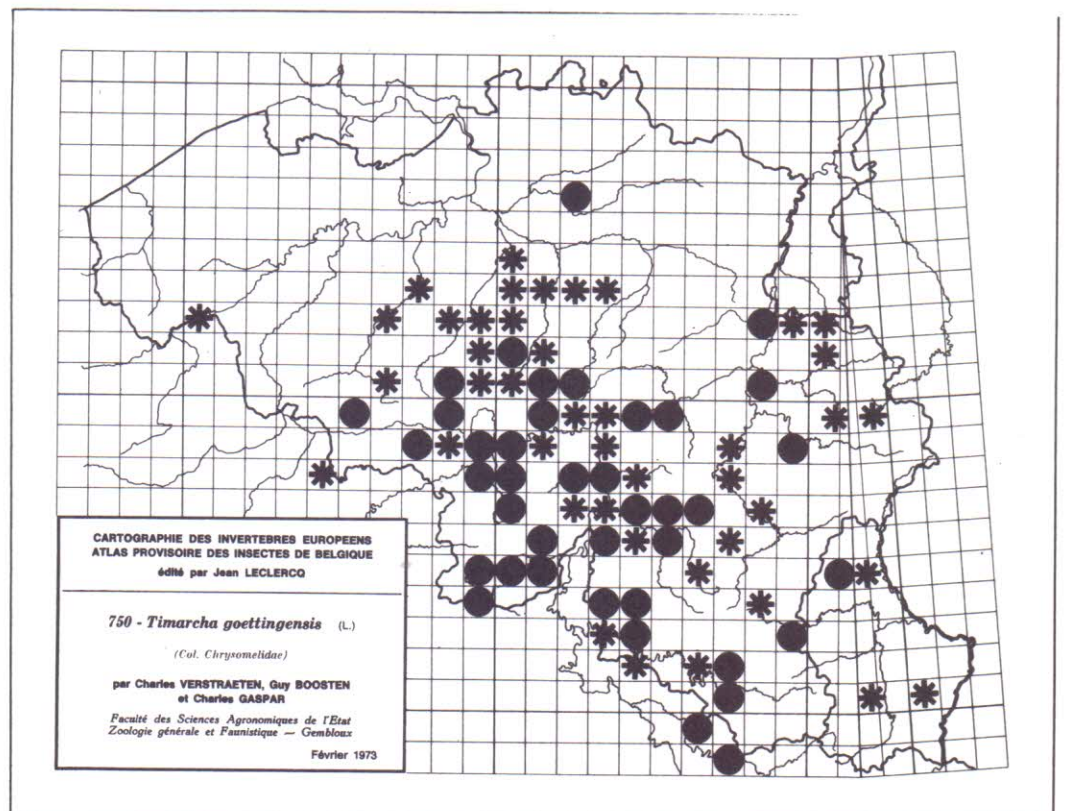 CARTOGRAPHIE DES INVERTEBRES EUROPEENS
ATLAS PROVISOIRE DES INSECTES DE BELGIQUE
édité par Jean LECLERCQ
750 - Timarcha goettingensis (L.)
(Col. Chrysomelidae)
par Charles VERSTRAETEN, Guy BOOSTEN
et Charles GASPAR
Faculté des Sciences Agronomiques de l'Etat
Zoologie générale et Faunistique — Gembloux
Février 1973